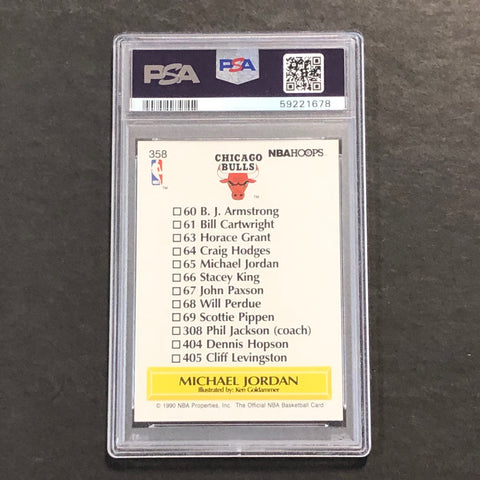 PSA
PSA
59221678
358
CHICAGO
BULLS
NBA HOOPS
TM
TM
☐ 60 B. J. Armstrong
☐ 61 Bill Cartwright
☐ 63 Horace Grant
☐ 64 Craig Hodges
☐ 65 Michael Jordan
☐ 66 Stacey King
☐ 67 John Paxson
☐ 68 Will Perdue
☐ 69 Scottie Pippen
☐ 308 Phil Jackson (coach)
☐ 404 Dennis Hopson
☐ 405 Cliff Levingston
MICHAEL JORDAN
Illustrated by: Ken Goldammer
© 1990 NBA Properties, Inc. The Official NBA Basketball Card